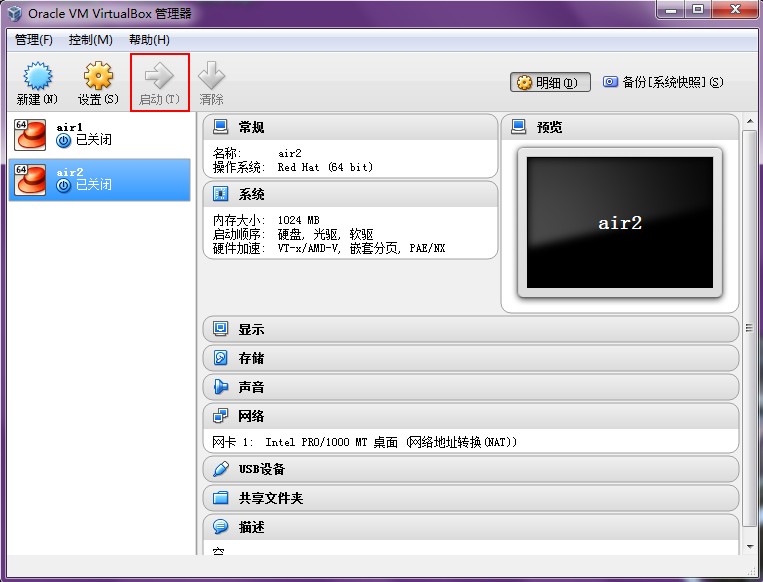 Oracle VM VirtualBox 管理器
管理(F) 控制(M) 帮助(H)
新建(N) 设置(S) 启动(T) 清除
明细(D) 备份[系统快照](S)
64 air1
已关闭
64 air2
已关闭
常规
名称: air2
操作系统: Red Hat (64 bit)
系统
内存大小: 1024 MB
启动顺序: 硬盘, 光驱, 软驱
硬件加速: VT-x/AMD-V, 嵌套分页, PAE/NX
预览
air2
显示
存储
声音
网络
网卡 1: Intel PRO/1000 MT 桌面 (网络地址转换(NAT))
USB设备
共享文件夹
描述
空